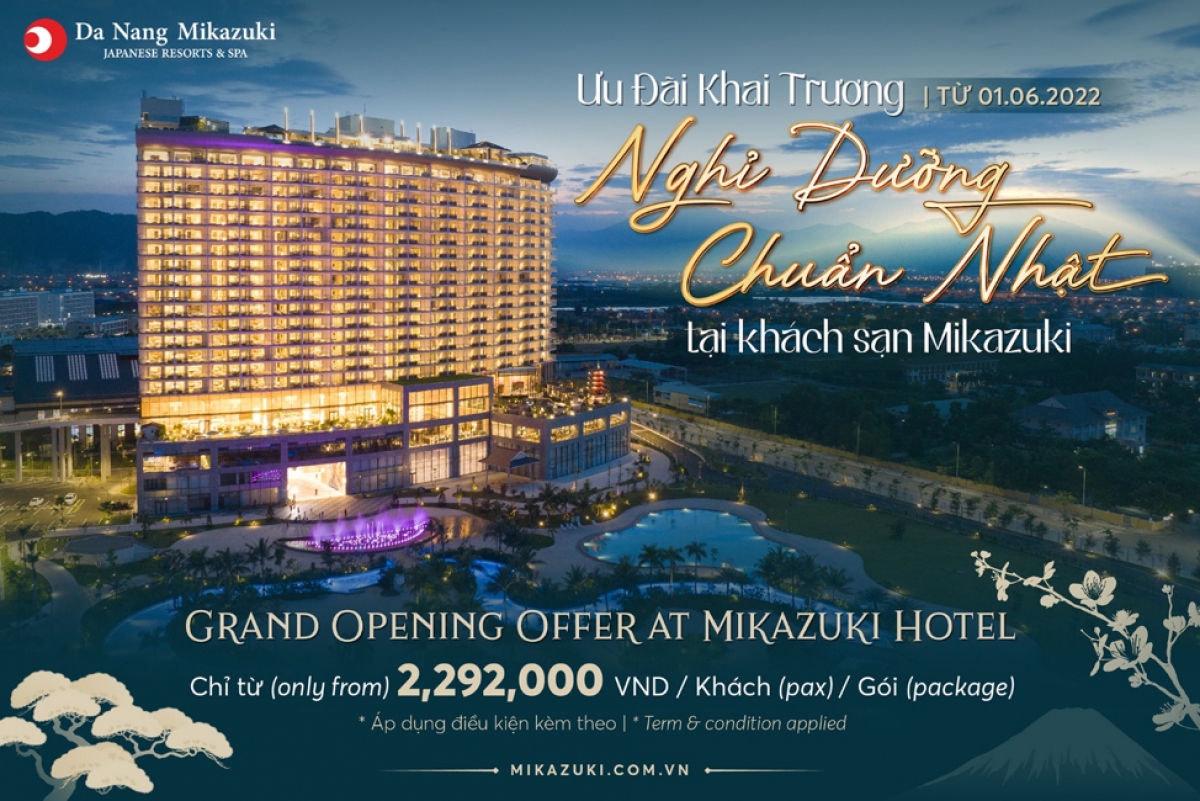 Da Nang Mikazuki
JAPANESE RESORTS & SPA
Ưu Đãi Khai Trương | TỪ 01.06.2022
Nghỉ Dưỡng
Chuẩn Nhật
tại khách sạn Mikazuki
GRAND OPENING OFFER AT MIKAZUKI HOTEL
Chỉ từ (only from) 2,292,000 VND / Khách (pax) / Gói (package)
* Áp dụng điều kiện kèm theo | * Term & condition applied
MIKAZUKI.COM.VN